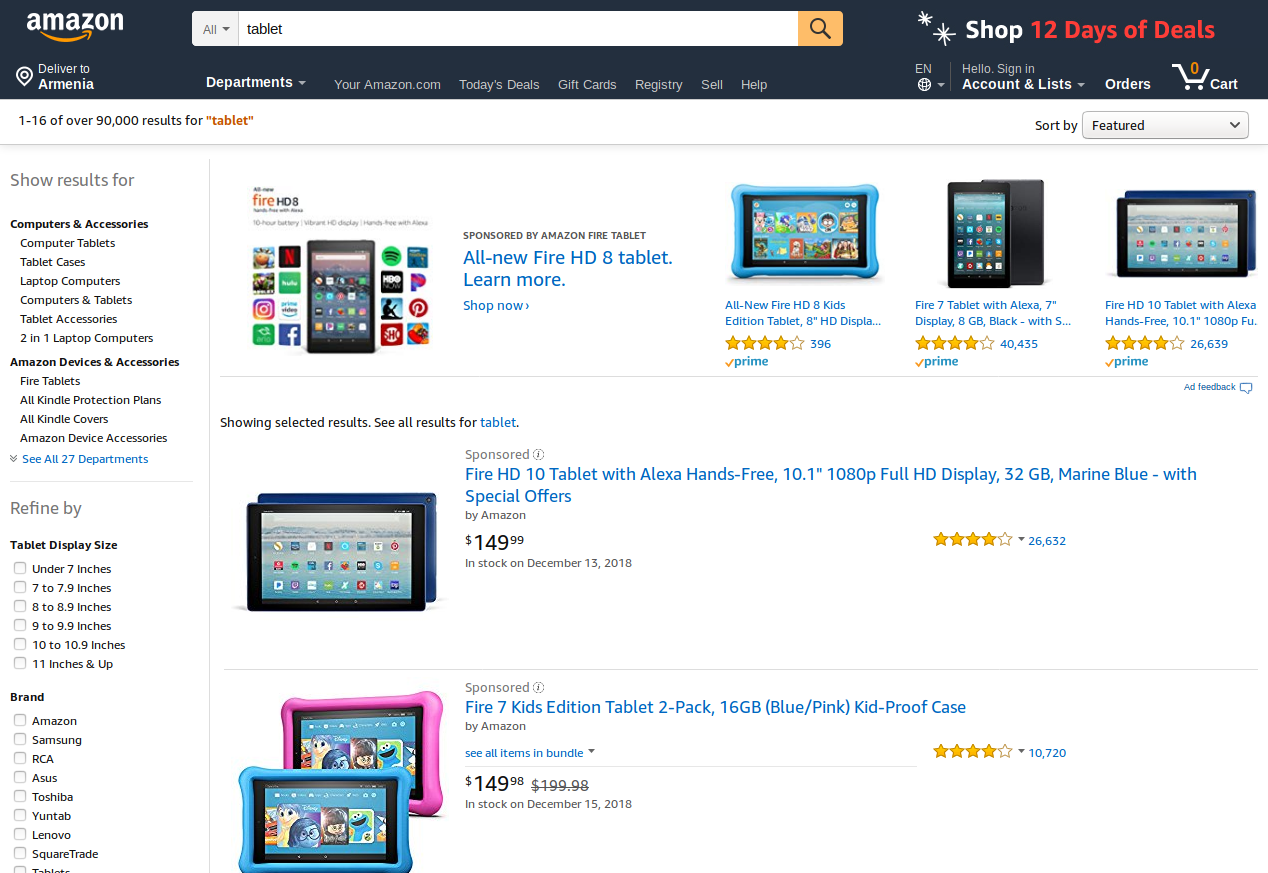 amazon
All
tablet
Shop 12 Days of Deals
Deliver to
Armenia
Departments
Your Amazon.com
Today's Deals
Gift Cards
Registry
Sell
Help
EN
Hello. Sign in
Account & Lists
Orders
0
Cart
1-16 of over 90,000 results for "tablet"
Sort by
Featured
Show results for
Computers & Accessories
Computer Tablets
Tablet Cases
Laptop Computers
Computers & Tablets
Tablet Accessories
2 in 1 Laptop Computers
Amazon Devices & Accessories
Fire Tablets
All Kindle Protection Plans
All Kindle Covers
Amazon Device Accessories
See All 27 Departments
Refine by
Tablet Display Size
Under 7 Inches
7 to 7.9 Inches
8 to 8.9 Inches
9 to 9.9 Inches
10 to 10.9 Inches
11 Inches & Up
Brand
Amazon
Samsung
RCA
Asus
Toshiba
Yuntab
Lenovo
SquareTrade
Tablets
All-new
fire HD8
hands-free with Alexa
10-hour battery | Vibrant HD display | Hands-free with Alexa
hulu
HBO
NOW
prime video
SHO
SPONSORED BY AMAZON FIRE TABLET
All-new Fire HD 8 tablet.
Learn more.
Shop now ›
All-New Fire HD 8 Kids
Edition Tablet, 8" HD Displa...
396
prime
Fire 7 Tablet with Alexa, 7"
Display, 8 GB, Black - with S...
40,435
prime
Fire HD 10 Tablet with Alexa
Hands-Free, 10.1" 1080p Fu.
26,639
prime
Ad feedback
Showing selected results. See all results for tablet.
Sponsored
Fire HD 10 Tablet with Alexa Hands-Free, 10.1" 1080p Full HD Display, 32 GB, Marine Blue - with
Special Offers
by Amazon
$149 99
26,632
In stock on December 13, 2018
Sponsored
Fire 7 Kids Edition Tablet 2-Pack, 16GB (Blue/Pink) Kid-Proof Case
by Amazon
see all items in bundle
10,720
$149 98 $199.98
In stock on December 15, 2018